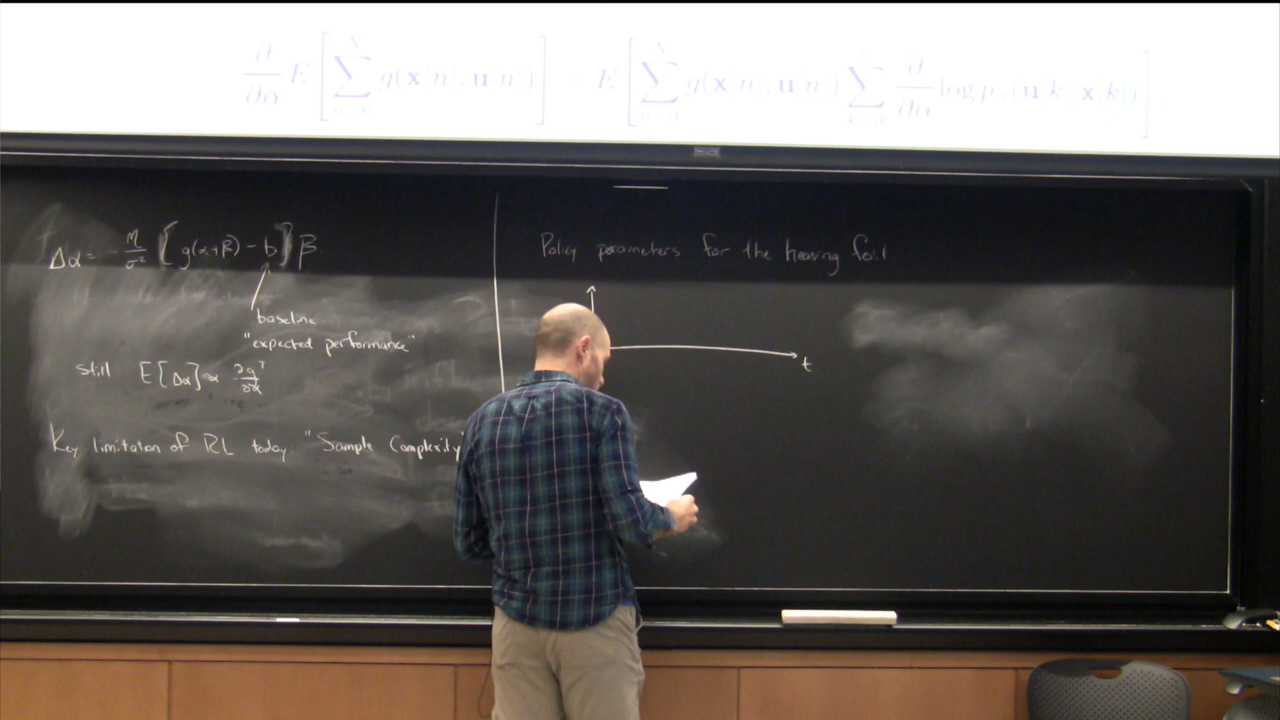 ∂/∂α E[∑ g(x[n], u[n])] E[∑ g(x[n], u[n]) ∑ ∂/∂α log p_α(u[k] x[k])]
Δα = - η/σ² [g(α+β) - b] β
baseline
"expected performance"
still E[Δα] ∝ ∂g/∂α ᵀ
Key limitation of RL today: "Sample Complexity
Policy parameters for the heaving foil
t